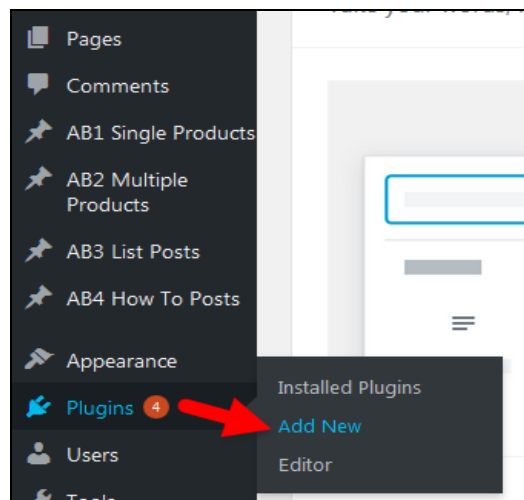 Pages
Comments
AB1 Single Products
AB2 Multiple
Products
AB3 List Posts
AB4 How To Posts
Appearance
Plugins 4
Installed Plugins
Add New
Editor
Users
Tools